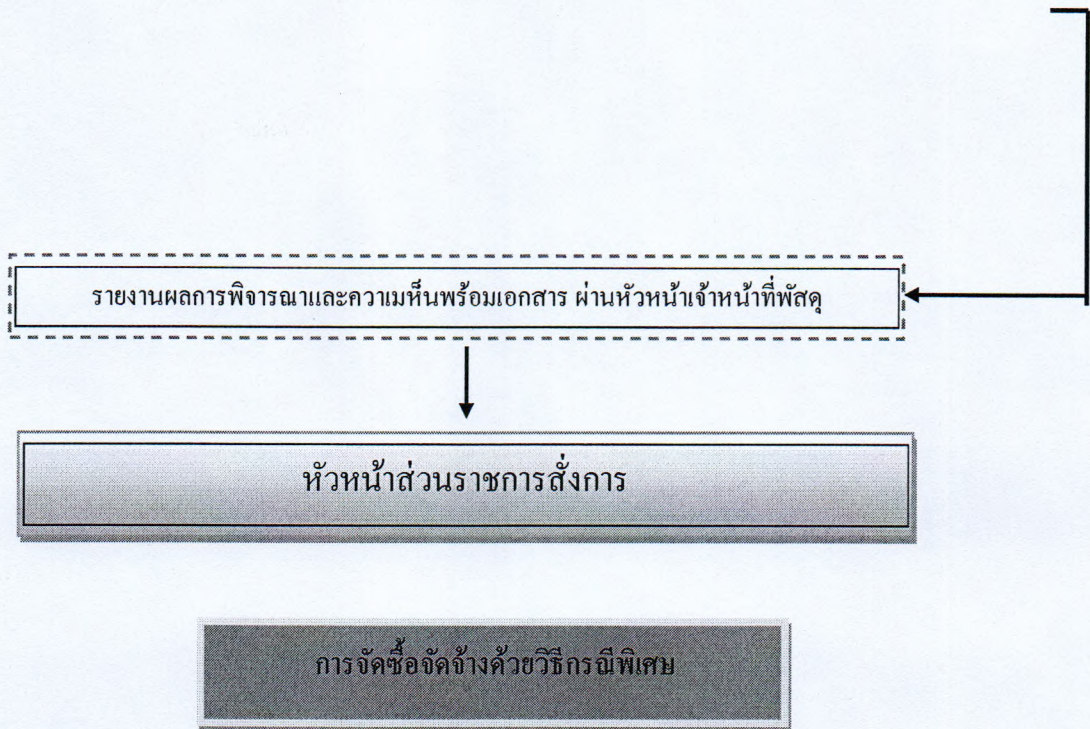 รายงานผลการพิจารณาและความเห็นพร้อมเอกสาร ผ่านหัวหน้าเจ้าหน้าที่พัสดุ
หัวหน้าส่วนราชการสั่งการ
การจัดซื้อจัดจ้างด้วยวิธีกรณีพิเศษ